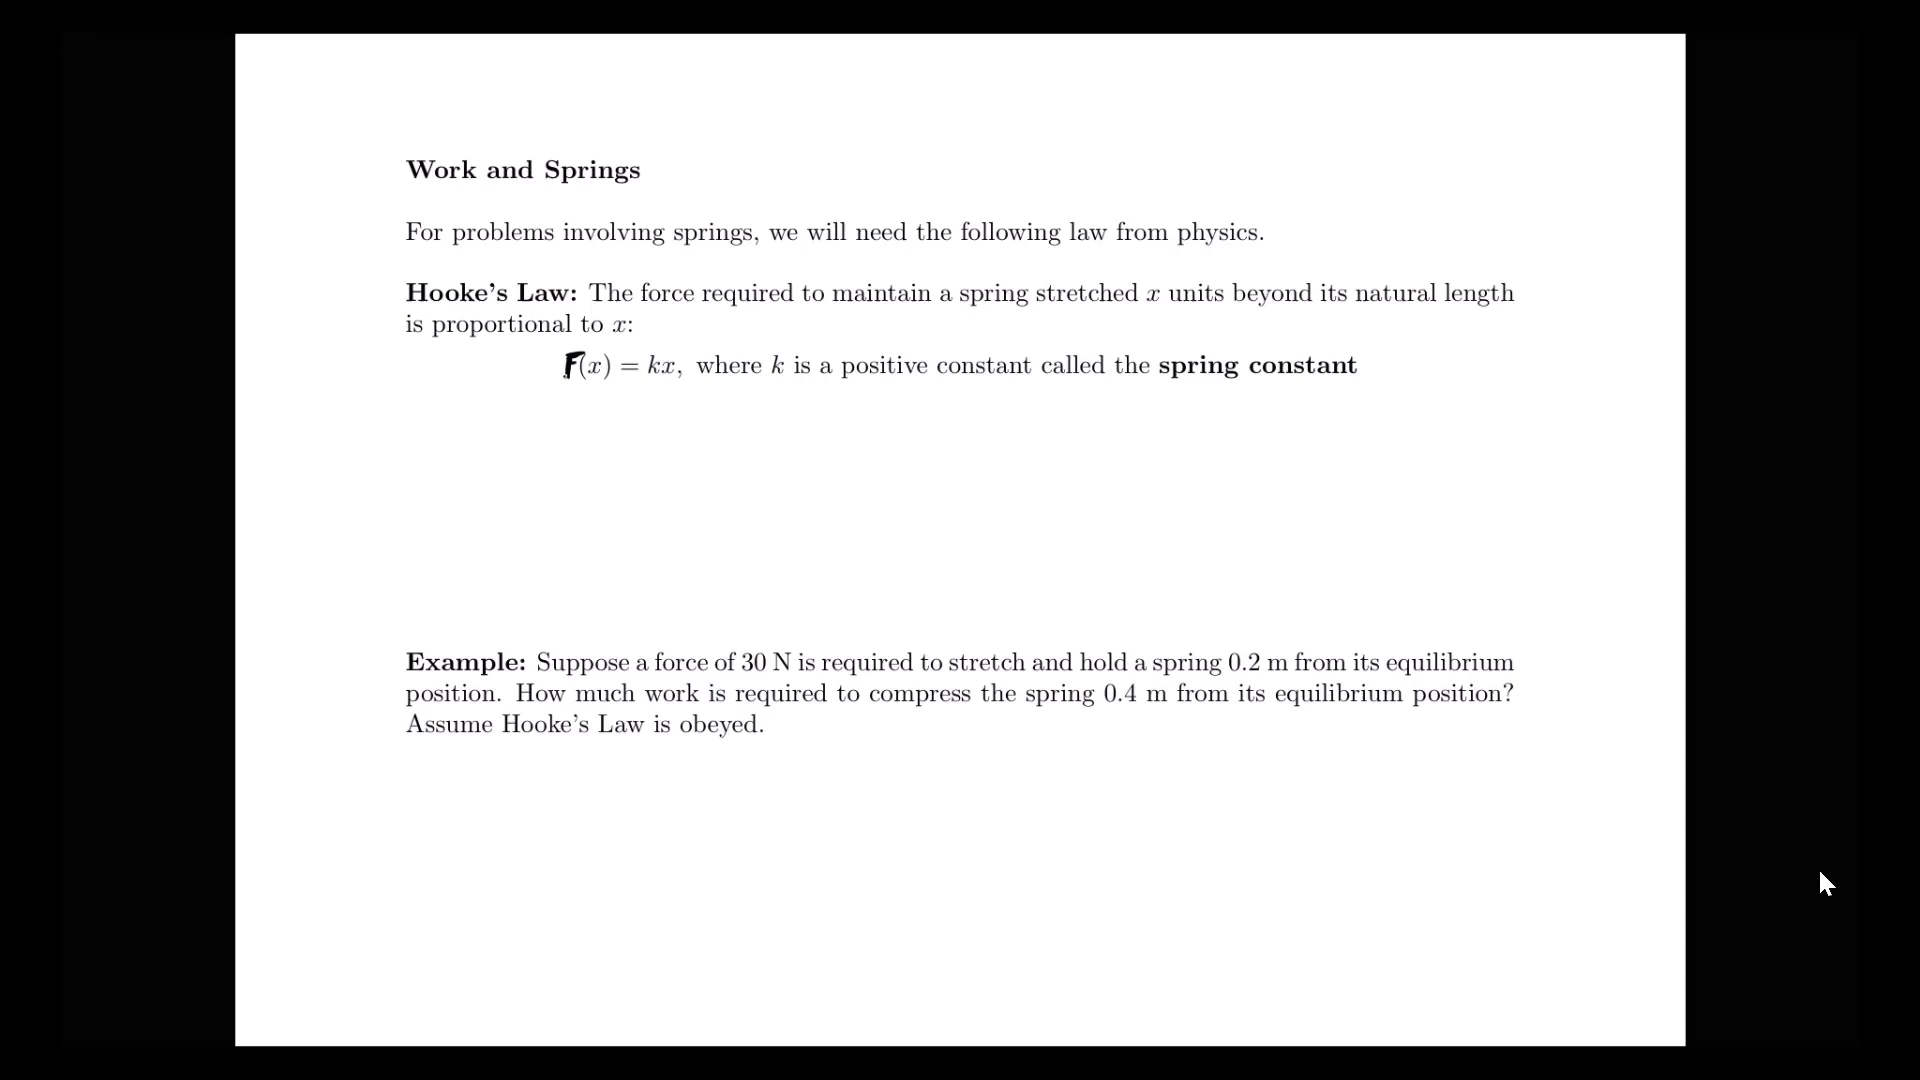 Work and Springs
For problems involving springs, we will need the following law from physics.
Hooke's Law: The force required to maintain a spring stretched x units beyond its natural length
is proportional to x:
F(x) = kx, where k is a positive constant called the spring constant
Example: Suppose a force of 30 N is required to stretch and hold a spring 0.2 m from its equilibrium
position. How much work is required to compress the spring 0.4 m from its equilibrium position?
Assume Hooke's Law is obeyed.